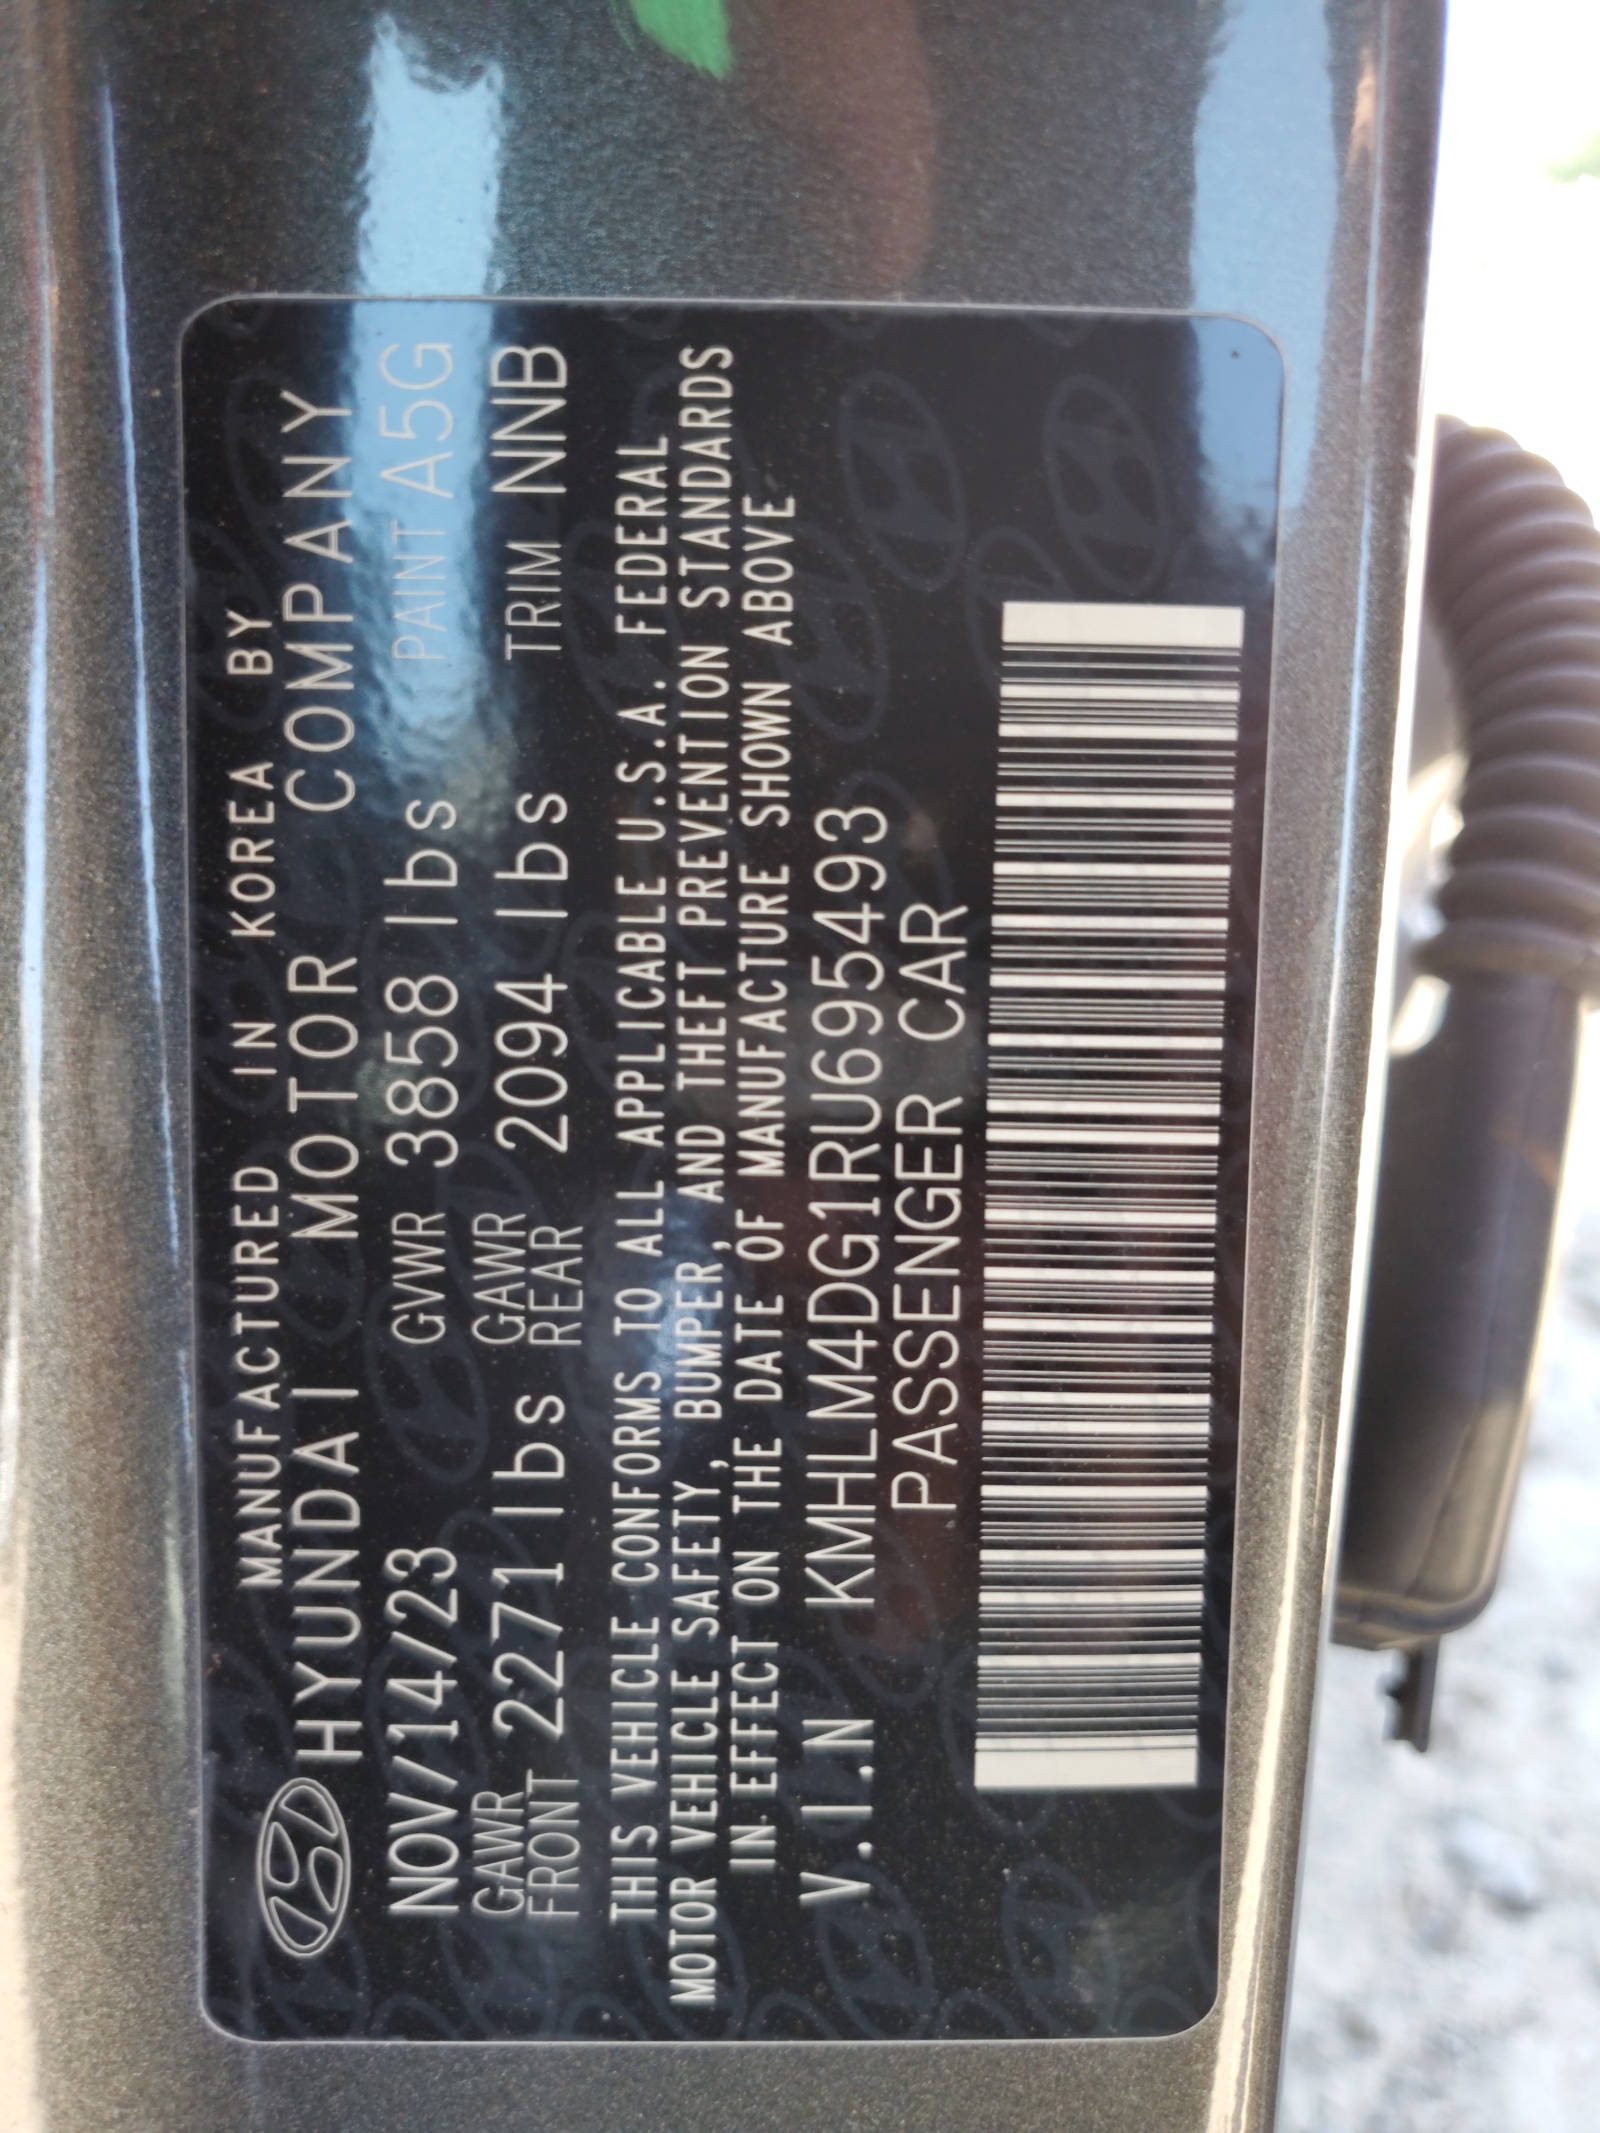 MANUFACTURED IN KOREA BY
HYUNDAI MOTOR COMPANY
NOV/14/23 GVWR 3858 lbs PAINT A5G
GAWR FRONT 2271 lbs GAWR REAR 2094 lbs TRIM NNB
THIS VEHICLE CONFORMS TO ALL APPLICABLE U.S.A. FEDERAL
MOTOR VEHICLE SAFETY, BUMPER, AND THEFT PREVENTION STANDARDS
IN EFFECT ON THE DATE OF MANUFACTURE SHOWN ABOVE
V.I.N KMHLM4DG1RU695493
PASSENGER CAR